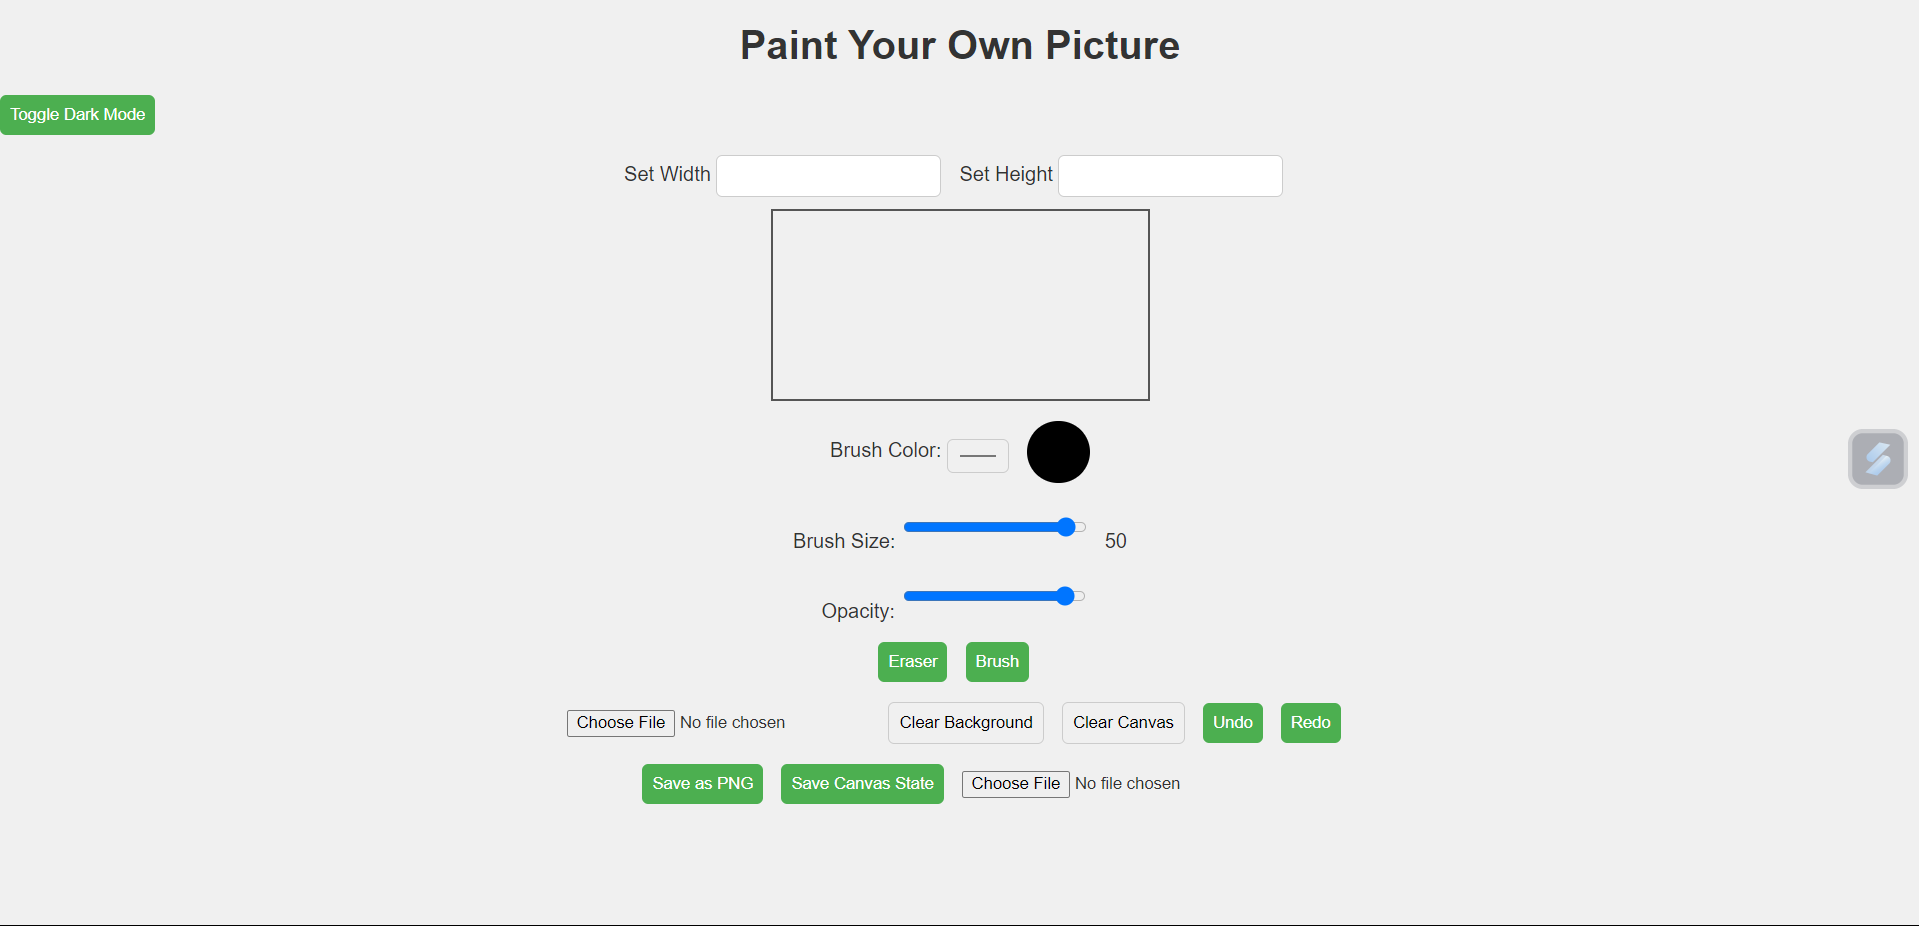 Paint Your Own Picture
Toggle Dark Mode
Set Width Set Height
Brush Color:
Brush Size: 50
Opacity:
Eraser Brush
Choose File No file chosen Clear Background Clear Canvas Undo Redo
Save as PNG Save Canvas State Choose File No file chosen